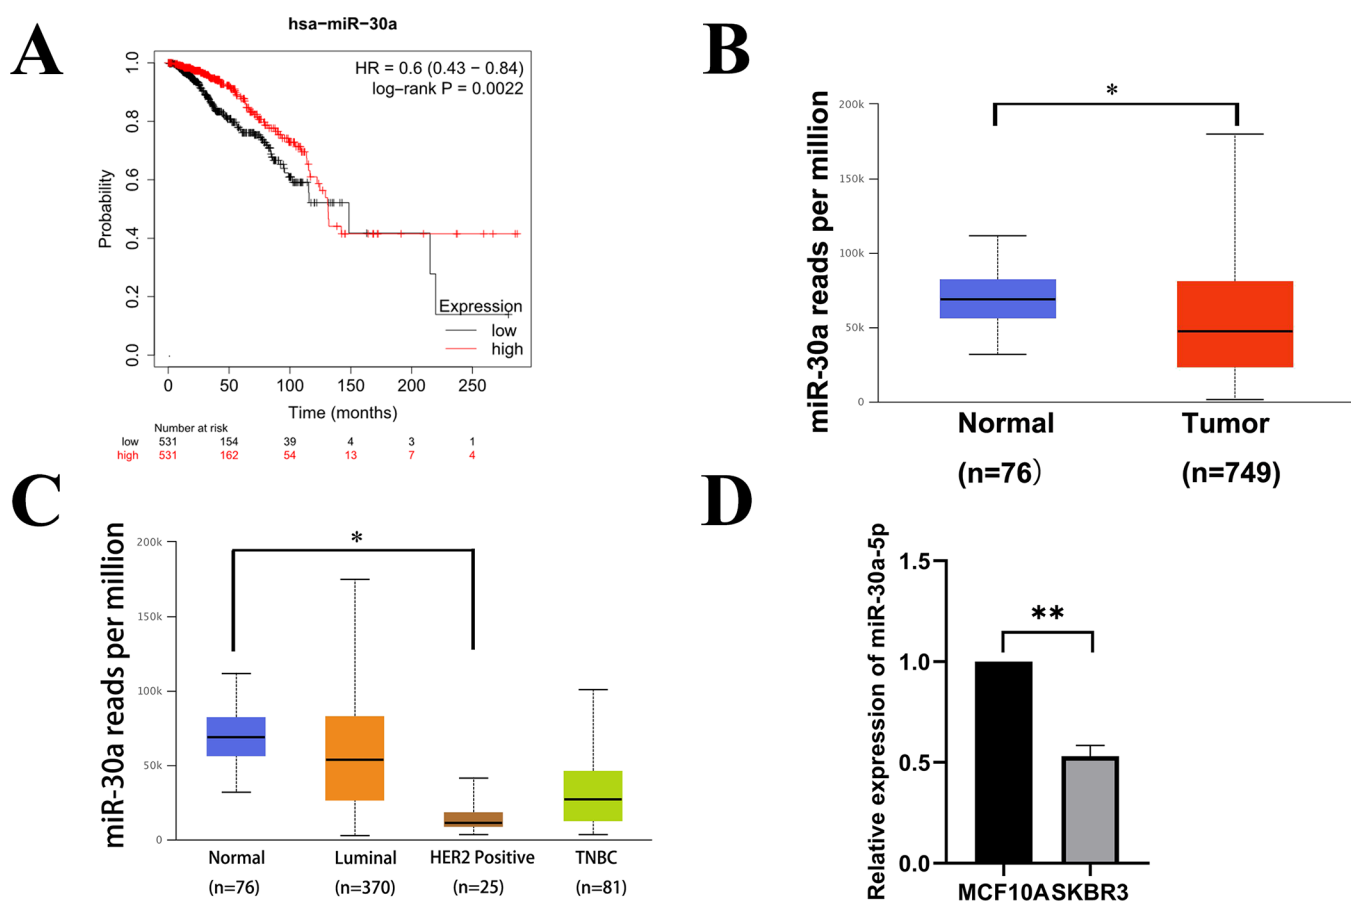 A
hsa-miR-30a
HR = 0.6 (0.43 − 0.84)
log-rank P = 0.0022
Probability
1.0
0.8
0.6
0.4
0.2
0.0
Expression
low
high
0 50 100 150 200 250
Time (months)
Number at risk
low 531 154 39 4 3 1
high 531 162 54 13 7 4
B
miR-30a reads per million
*
200k
150k
100k
50k
0
Normal Tumor
(n=76) (n=749)
C
miR-30a reads per million
*
200k
150k
100k
50k
0
Normal Luminal HER2 Positive TNBC
(n=76) (n=370) (n=25) (n=81)
D
Relative expression of miR-30a-5p
**
1.5
1.0
0.5
0.0
MCF10A SKBR3